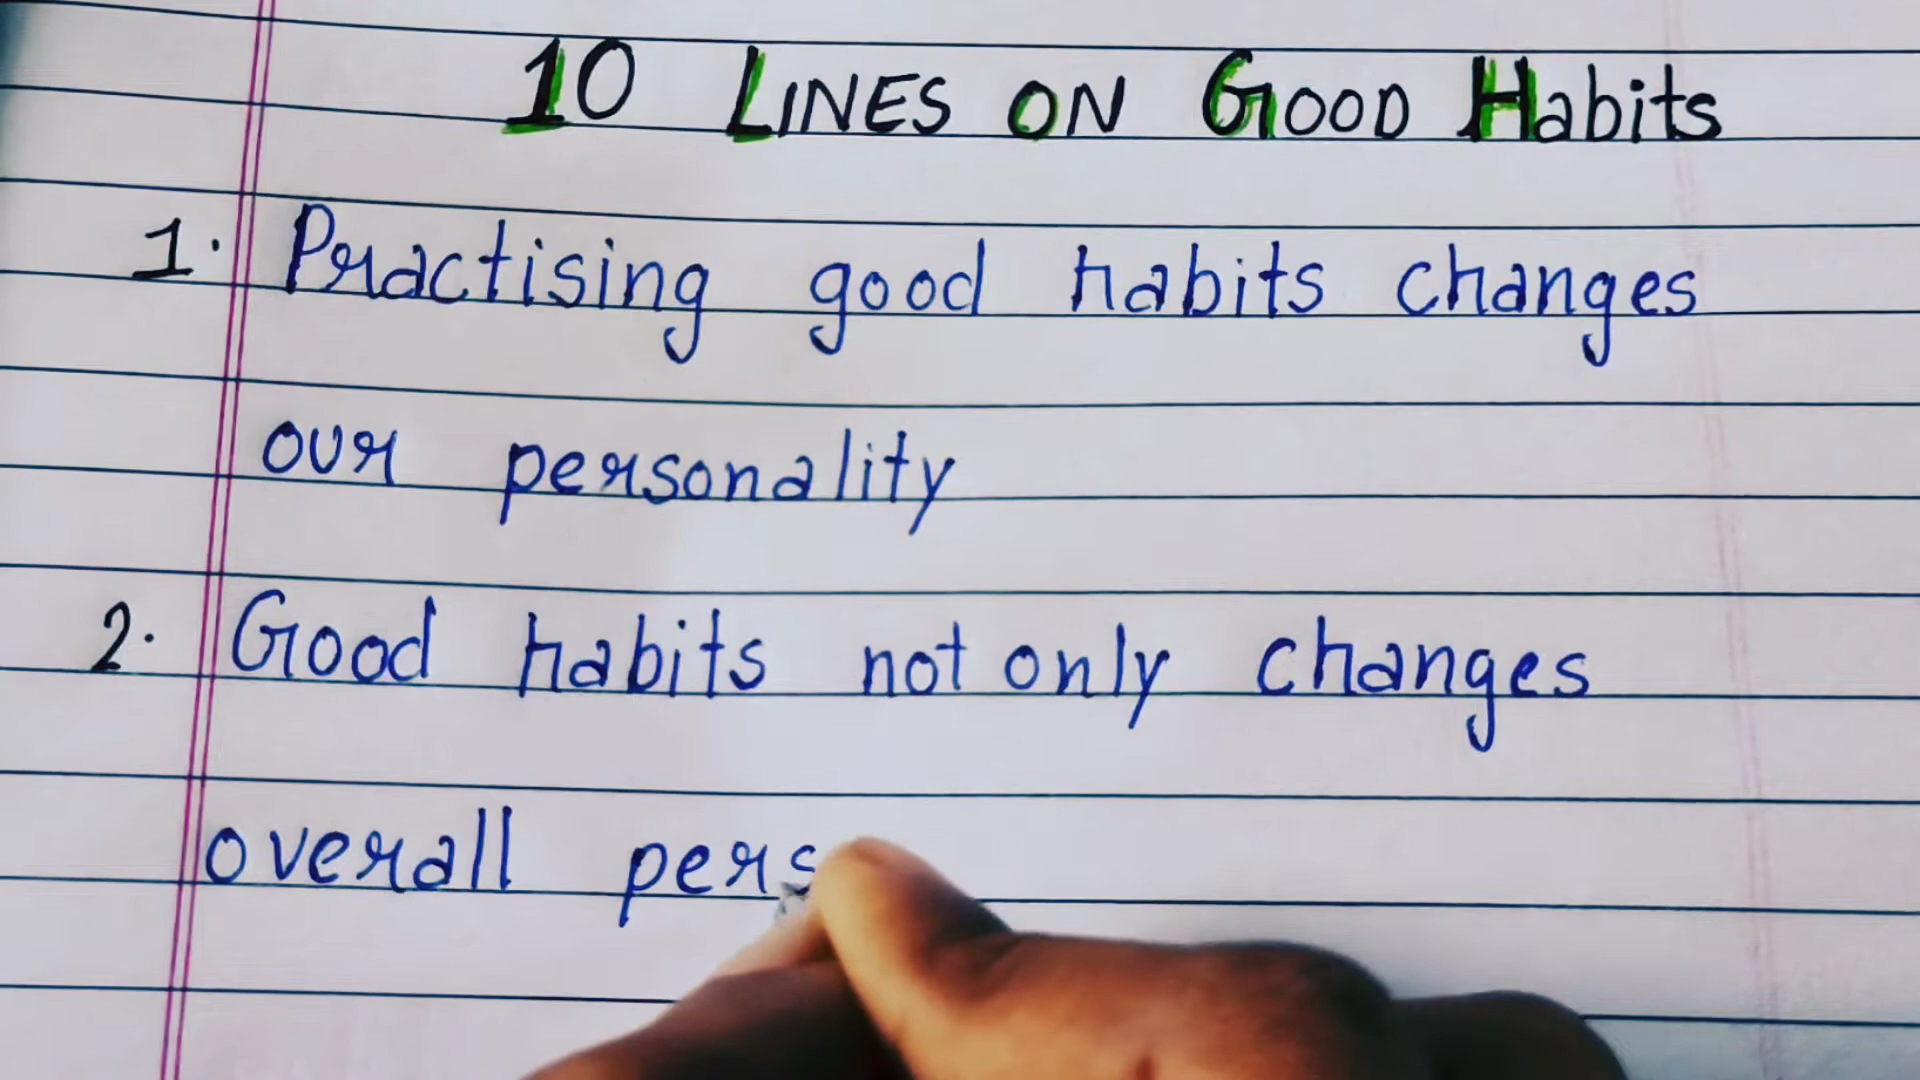 10 LINES ON GOOD Habits
1. Practising good habits changes
our personality
2. Good habits not only changes
overall pers